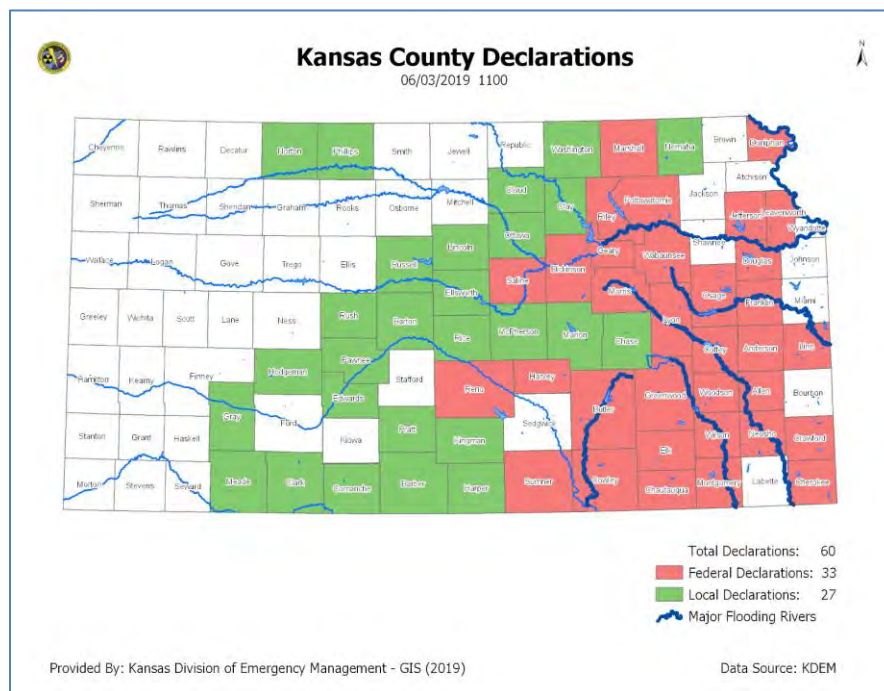 Kansas County Declarations
06/03/2019 1100
N
Cheyenne
Rawlins
Decatur
Norton
Phillips
Smith
Jewell
Republic
Washington
Marshall
Nemaha
Brown
Doniphan
Atchison
Jackson
Sherman
Thomas
Sheridan
Graham
Rooks
Osborne
Mitchell
Cloud
Clay
Riley
Pottawatomie
Jefferson
Leavenworth
Wyandotte
Ottawa
Lincoln
Geary
Wabaunsee
Shawnee
Douglas
Johnson
Wallace
Logan
Gove
Trego
Ellis
Russell
Saline
Dickinson
Morris
Osage
Franklin
Miami
Ellsworth
Lyon
Greeley
Wichita
Scott
Lane
Ness
Rush
Barton
Rice
McPherson
Marion
Chase
Coffey
Anderson
Linn
Pawnee
Hamilton
Kearny
Finney
Hodgeman
Stafford
Reno
Harvey
Edwards
Gray
Ford
Butler
Greenwood
Woodson
Allen
Bourbon
Sedgwick
Pratt
Kiowa
Kingman
Stanton
Grant
Haskell
Elk
Wilson
Neosho
Crawford
Morton
Stevens
Seward
Meade
Clark
Comanche
Barber
Harper
Sumner
Cowley
Chautauqua
Montgomery
Labette
Cherokee
Total Declarations: 60
Federal Declarations: 33
Local Declarations: 27
Major Flooding Rivers
Provided By: Kansas Division of Emergency Management - GIS (2019)
Data Source: KDEM